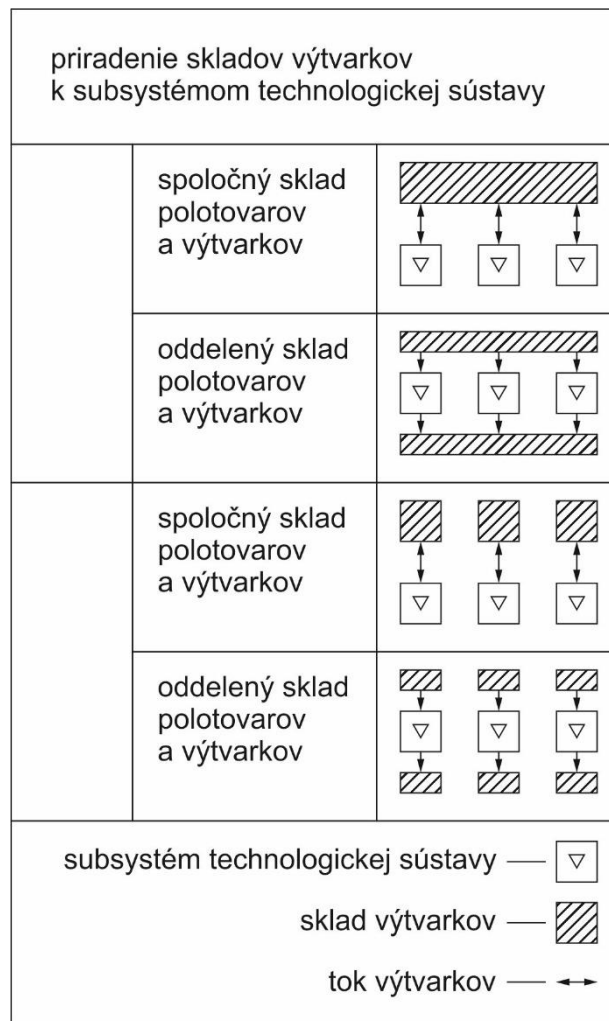 priradenie skladov výtvarkov
k subsystémom technologickej sústavy
spoločný sklad
polotovarov
a výtvarkov
oddelený sklad
polotovarov
a výtvarkov
spoločný sklad
polotovarov
a výtvarkov
oddelený sklad
polotovarov
a výtvarkov
subsystém technologickej sústavy
sklad výtvarkov
tok výtvarkov